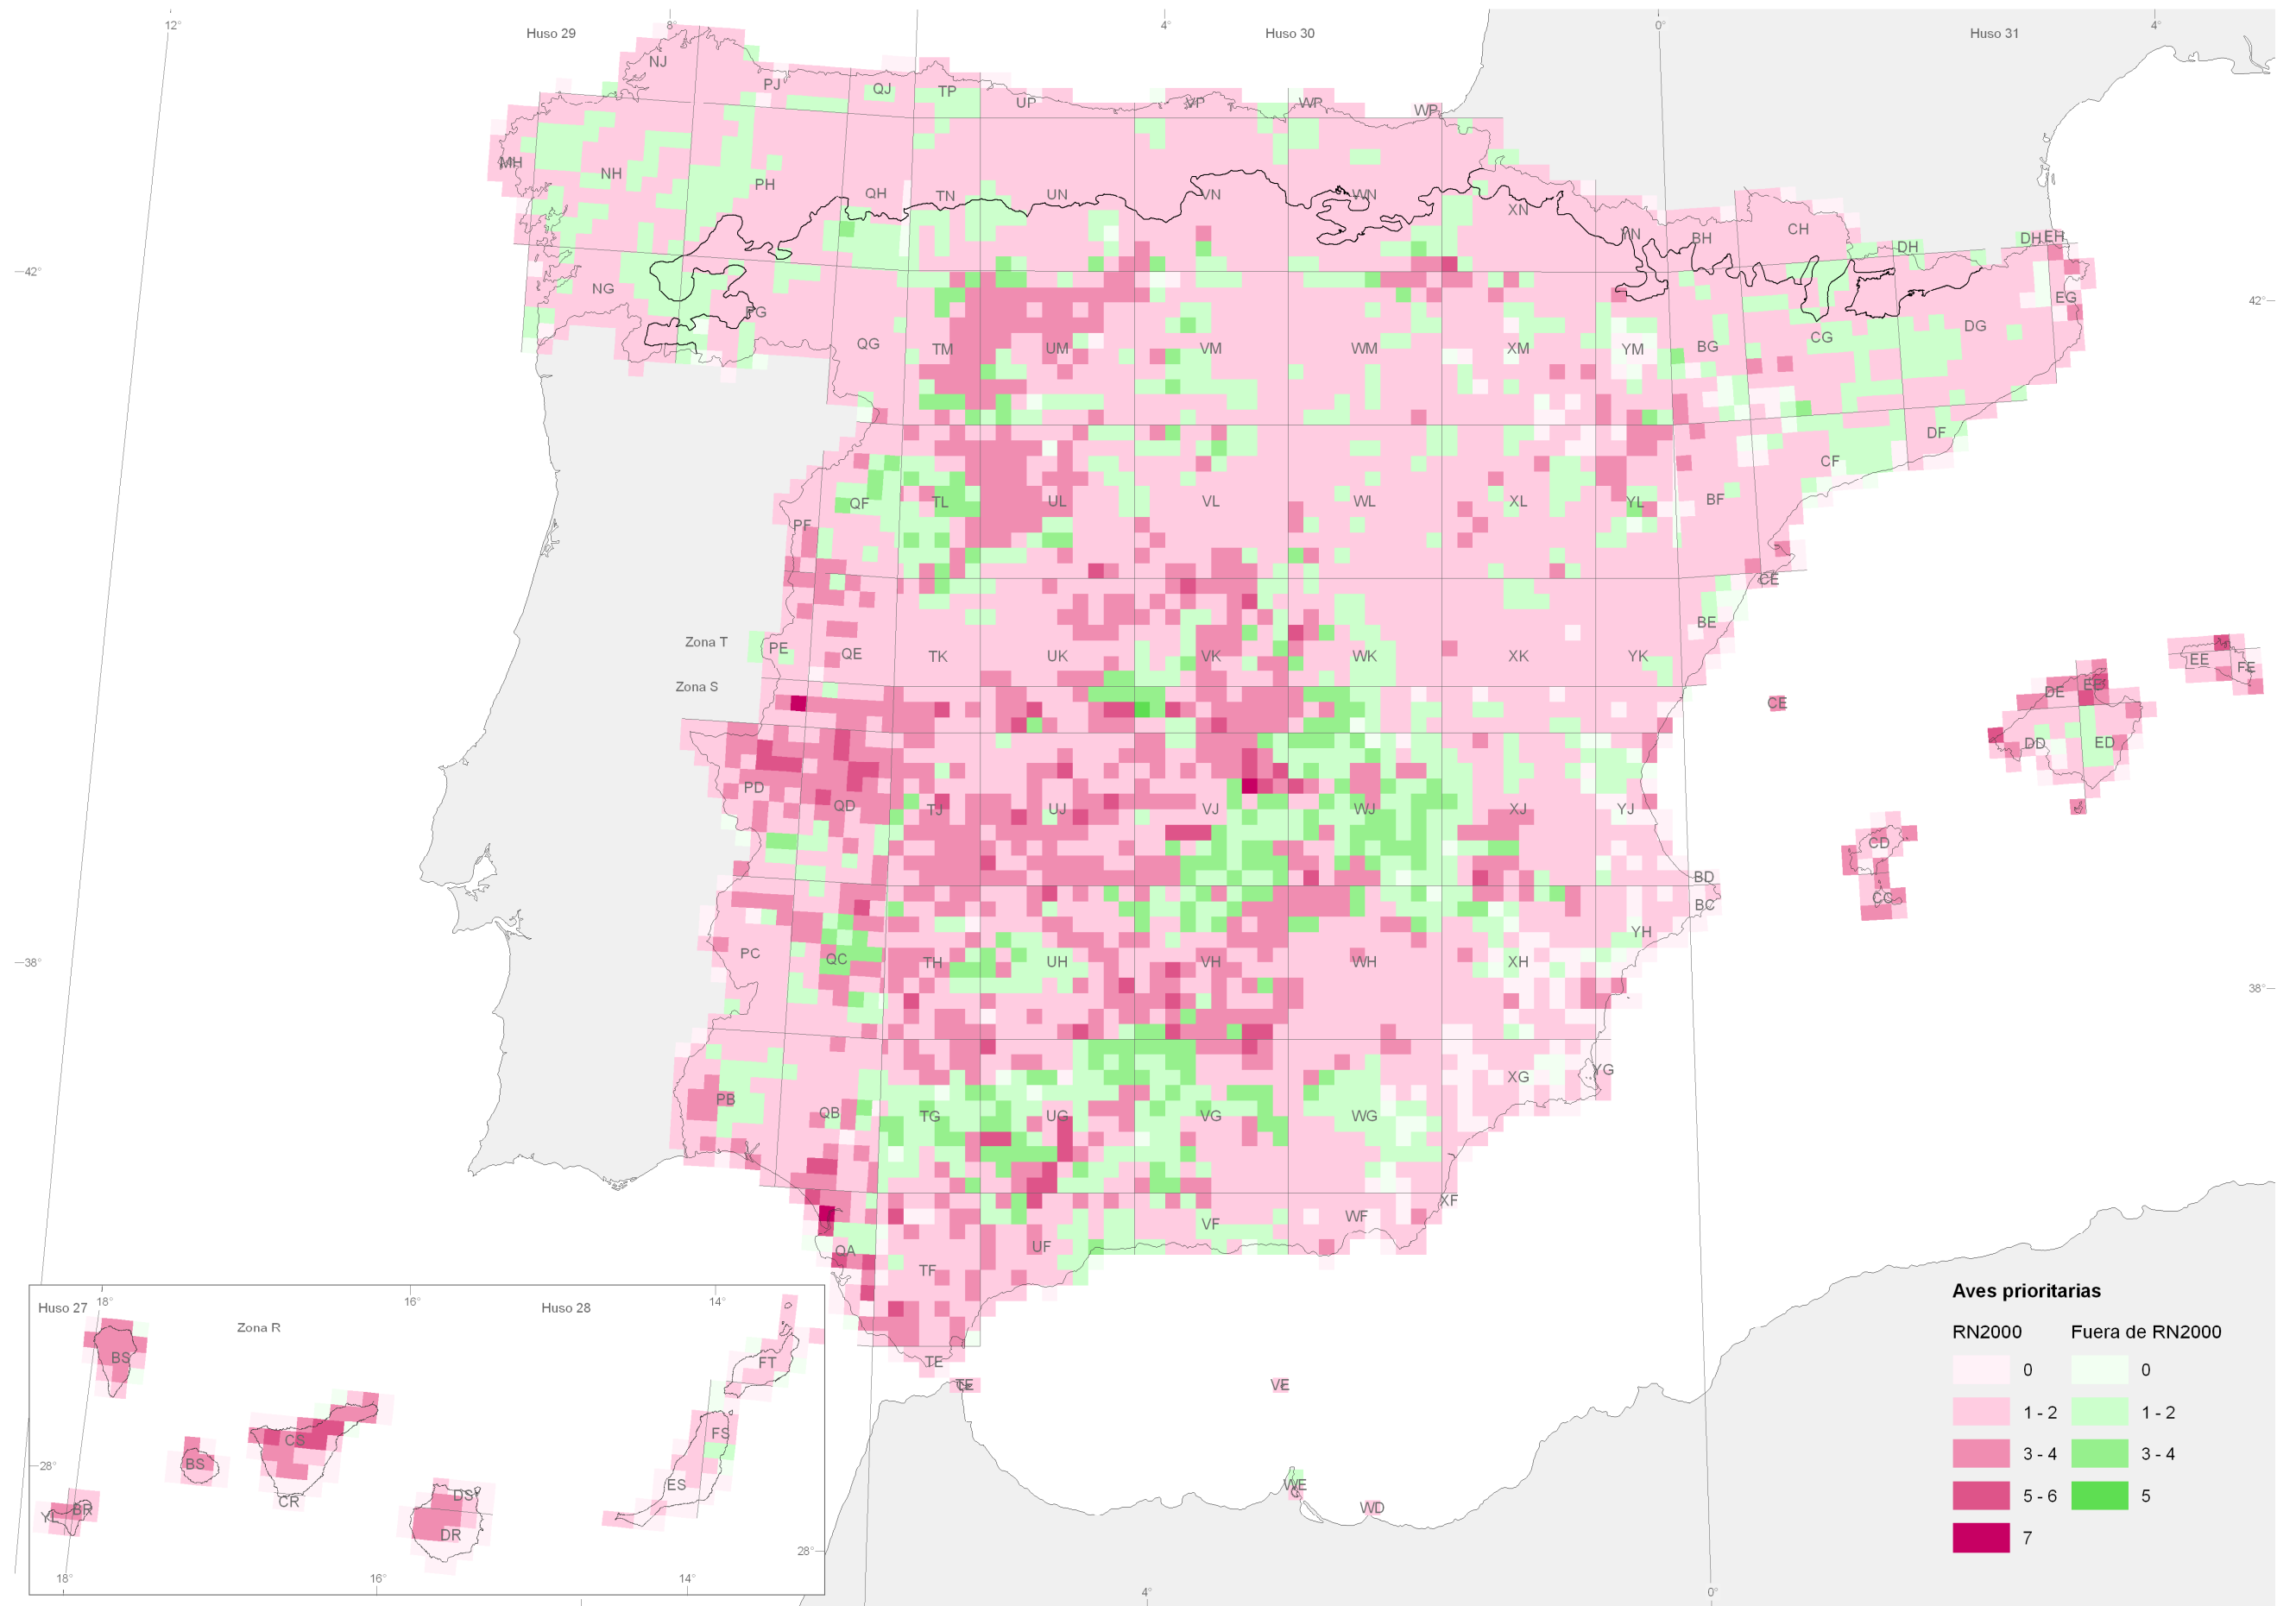 12° 8° 4° 0° 4°
Huso 29 Huso 30 Huso 31
NJ PJ QJ TP UP VP WP WP
MH NH PH QH TN UN VN WN XN YN BH CH DH DH EH
42° 42°
NG PG QG TM UM VM WM XM YM BG CG DG EG
PF QF TL UL VL WL XL YL BF CF DF
CE
Zona T
PE QE TK UK VK WK XK YK BE
Zona S
CE DE EE EE FE
PD QD TJ UJ VJ WJ XJ YJ BD DD ED
CD
BC CC
PC QC TH UH VH WH XH YH
38° 38°
PB QB TG UG VG WG XG YG
QA TF UF VF WF XF
TE
TE VE
WE WD
Huso 27 18° 16° Huso 28 14°
Zona R
BS FT
BS CS FS
28°
YL BR CR DS ES
DR
28°
18° 16° 14°
4° 0°
Aves prioritarias
RN2000 Fuera de RN2000
0 0
1 - 2 1 - 2
3 - 4 3 - 4
5 - 6 5
7